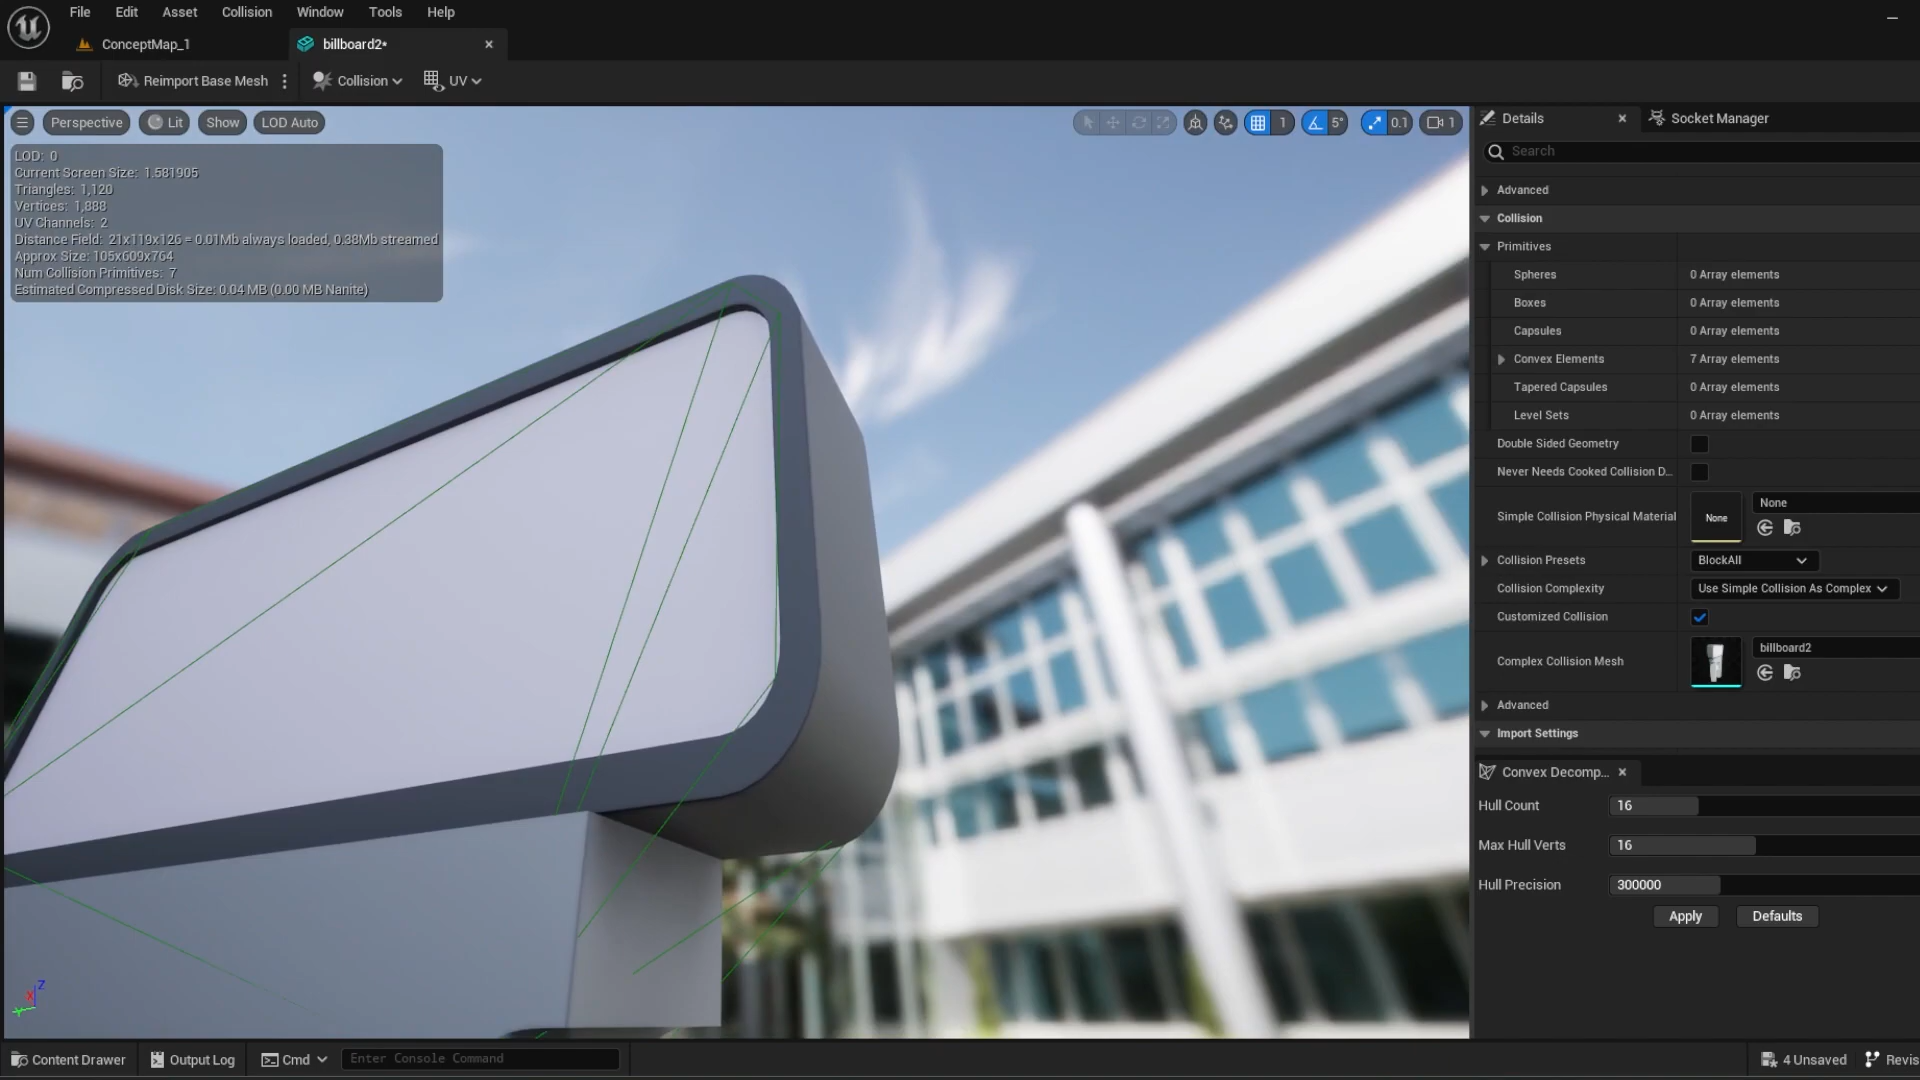 File Edit Asset Collision Window Tools Help
ConceptMap_1
billboard2*
Reimport Base Mesh
Collision
UV
Perspective Lit Show LOD Auto
1 5° 0.1 1
LOD: 0
Current Screen Size: 1.581905
Triangles: 1,120
Vertices: 1,888
UV Channels: 2
Distance Field: 21x119x126 = 0.01Mb always loaded, 0.38Mb streamed
Approx Size: 105x609x764
Num Collision Primitives: 7
Estimated Compressed Disk Size: 0.04 MB (0.00 MB Nanite)
Z
X
Details
Socket Manager
Search
Advanced
Collision
Primitives
Spheres 0 Array elements
Boxes 0 Array elements
Capsules 0 Array elements
Convex Elements 7 Array elements
Tapered Capsules 0 Array elements
Level Sets 0 Array elements
Double Sided Geometry
Never Needs Cooked Collision D...
Simple Collision Physical Material None None
Collision Presets BlockAll
Collision Complexity Use Simple Collision As Complex
Customized Collision
Complex Collision Mesh billboard2
Advanced
Import Settings
Convex Decomp...
Hull Count 16
Max Hull Verts 16
Hull Precision 300000
Apply Defaults
Content Drawer Output Log Cmd Enter Console Command
4 Unsaved Revis